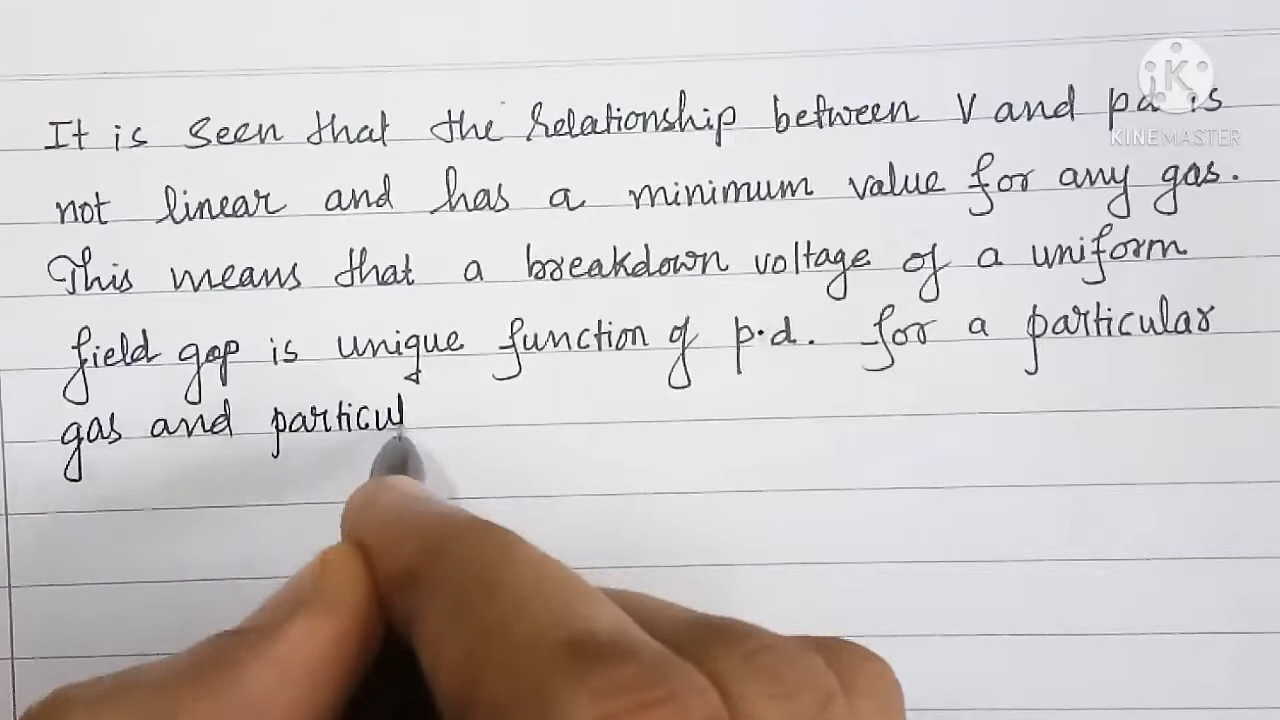 It is seen that the relationship between V and pd is
not linear and has a minimum value for any gas.
This means that a breakdown voltage of a uniform
field gap is unique function of p.d. for a particular
gas and particul
KINEMASTER